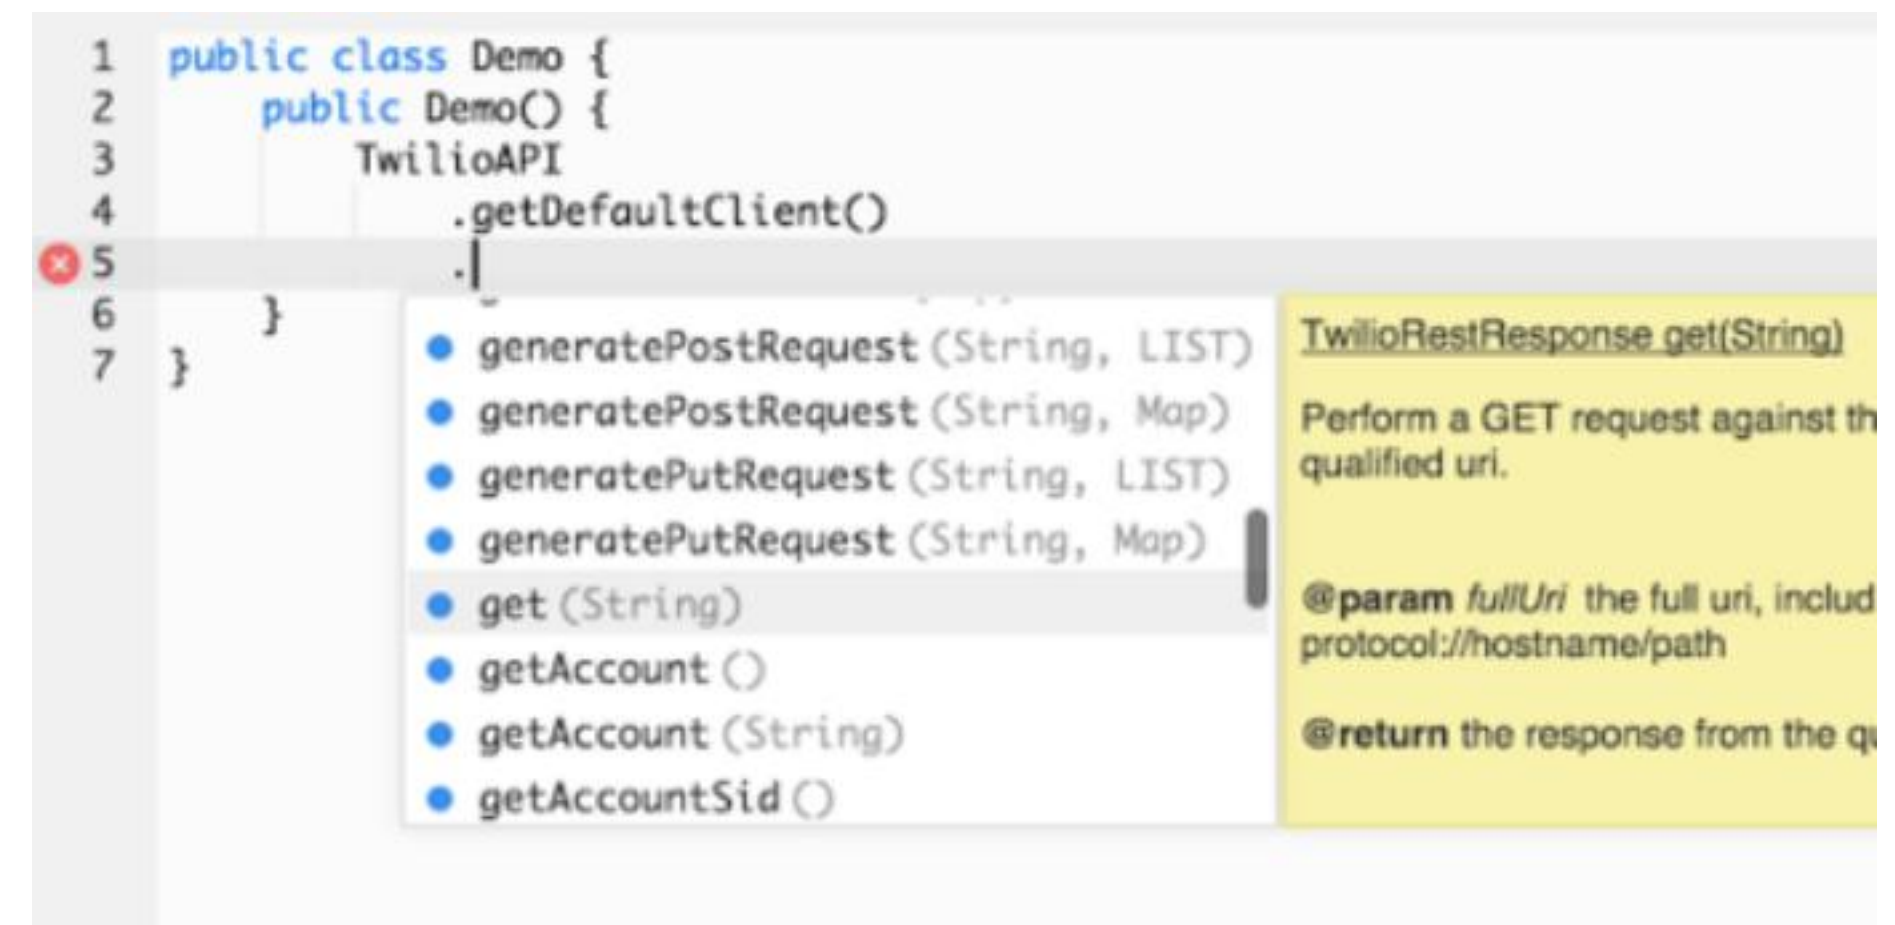 1 public class Demo {
2 public Demo() {
3 TwilioAPI
4 .getDefaultClient()
5 .
6 }
7 }
generatePostRequest(String, LIST)
generatePostRequest(String, Map)
generatePutRequest(String, LIST)
generatePutRequest(String, Map)
get(String)
getAccount()
getAccount(String)
getAccountSid()
TwilioRestResponse get(String)
Perform a GET request against th
qualified uri.
@param fullUri the full uri, includ
protocol://hostname/path
@return the response from the qu